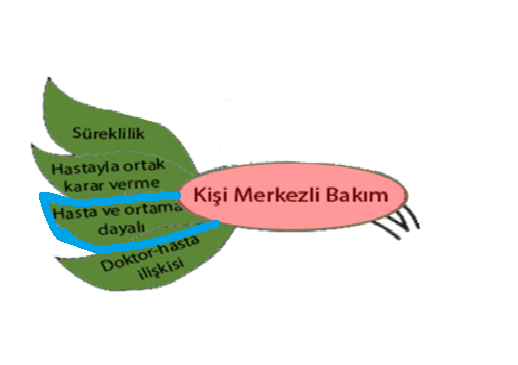 Süreklilik
Hastayla ortak
karar verme
Hasta ve ortama
dayalı
Doktor-hasta
ilişkisi
Kişi Merkezli Bakım